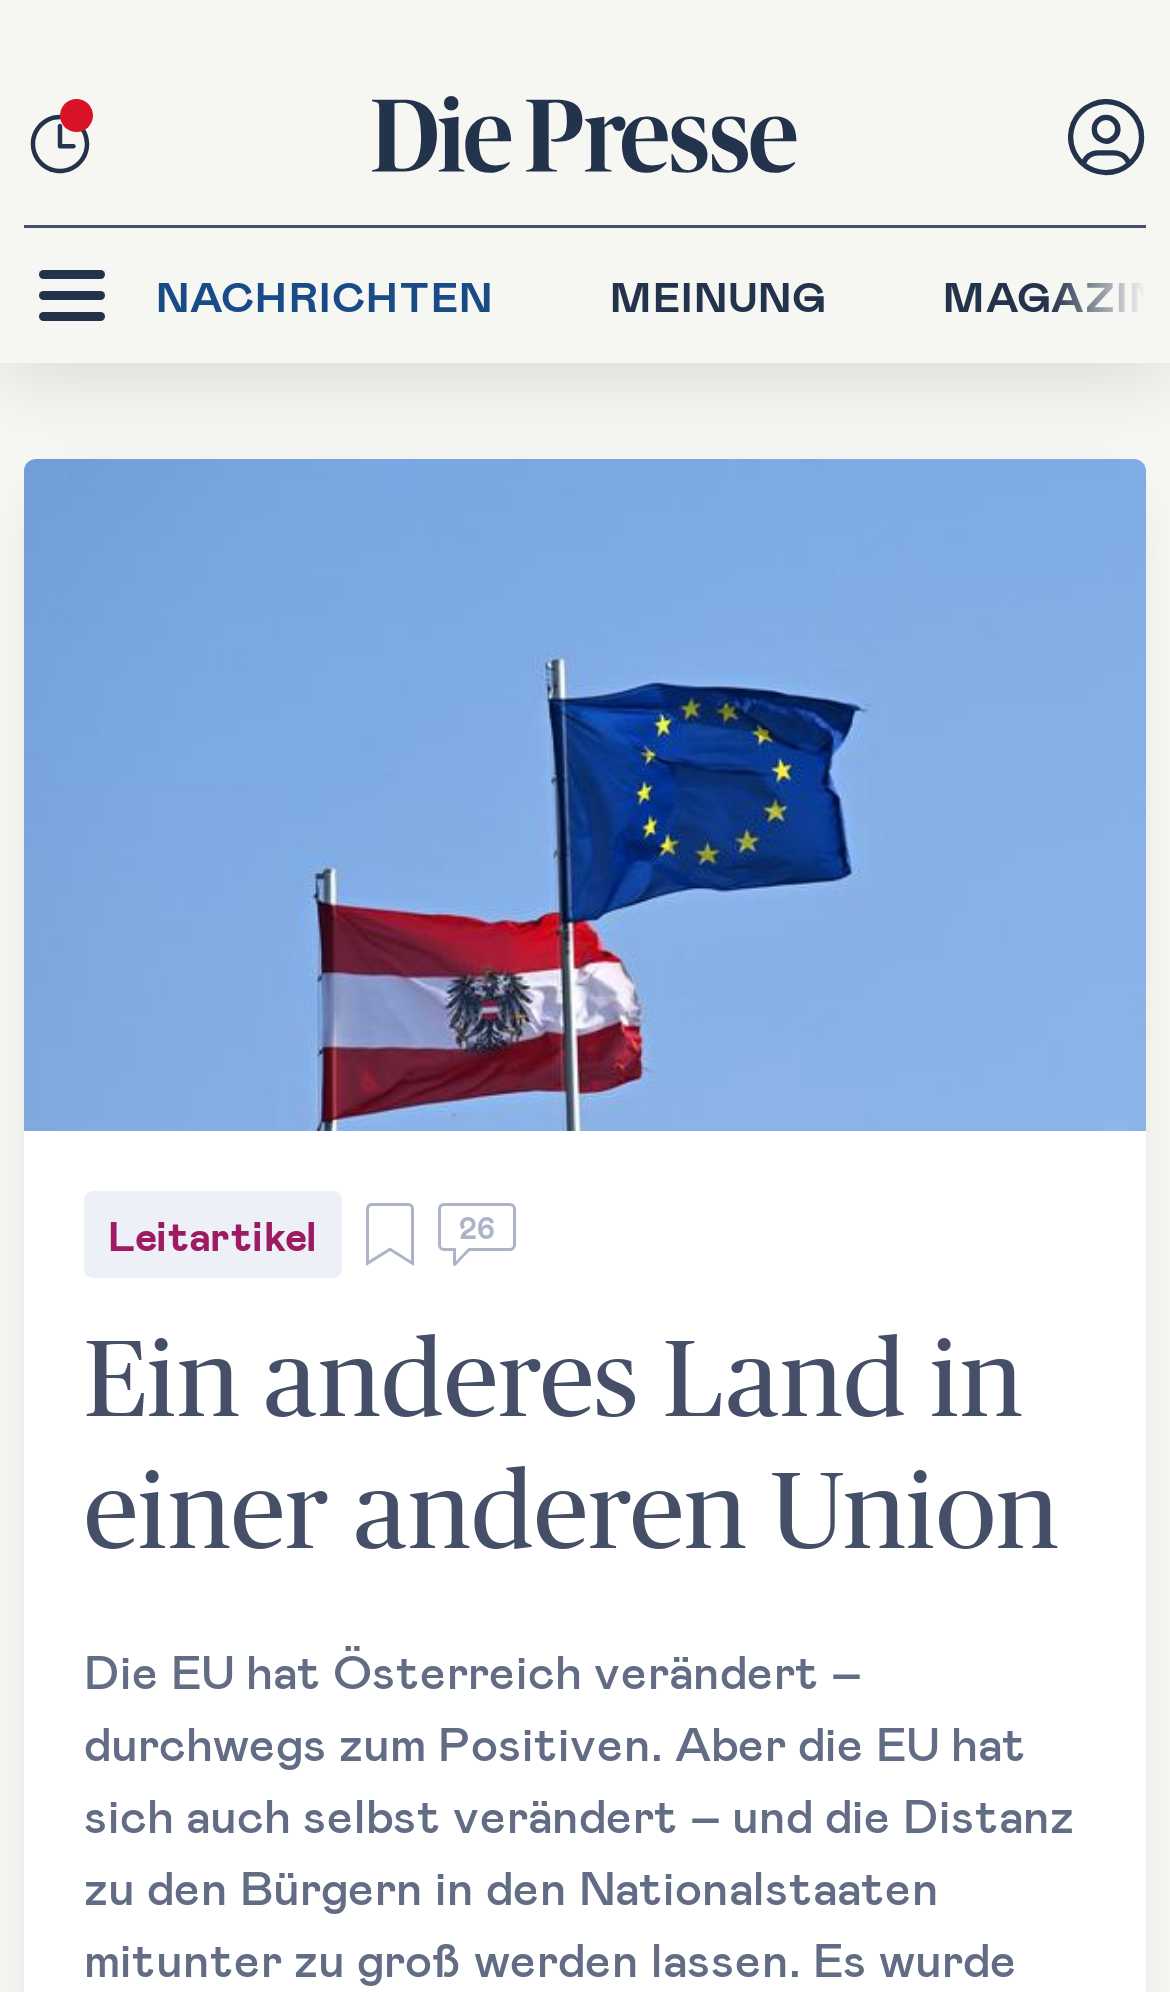 Die Presse
NACHRICHTEN MEINUNG
Leitartikel 26
Ein anderes Land in
einer anderen Union
Die EU hat Österreich verändert –
durchwegs zum Positiven. Aber die EU hat
sich auch selbst verändert – und die Distanz
zu den Bürgern in den Nationalstaaten
mitunter zu groß werden lassen. Es wurde